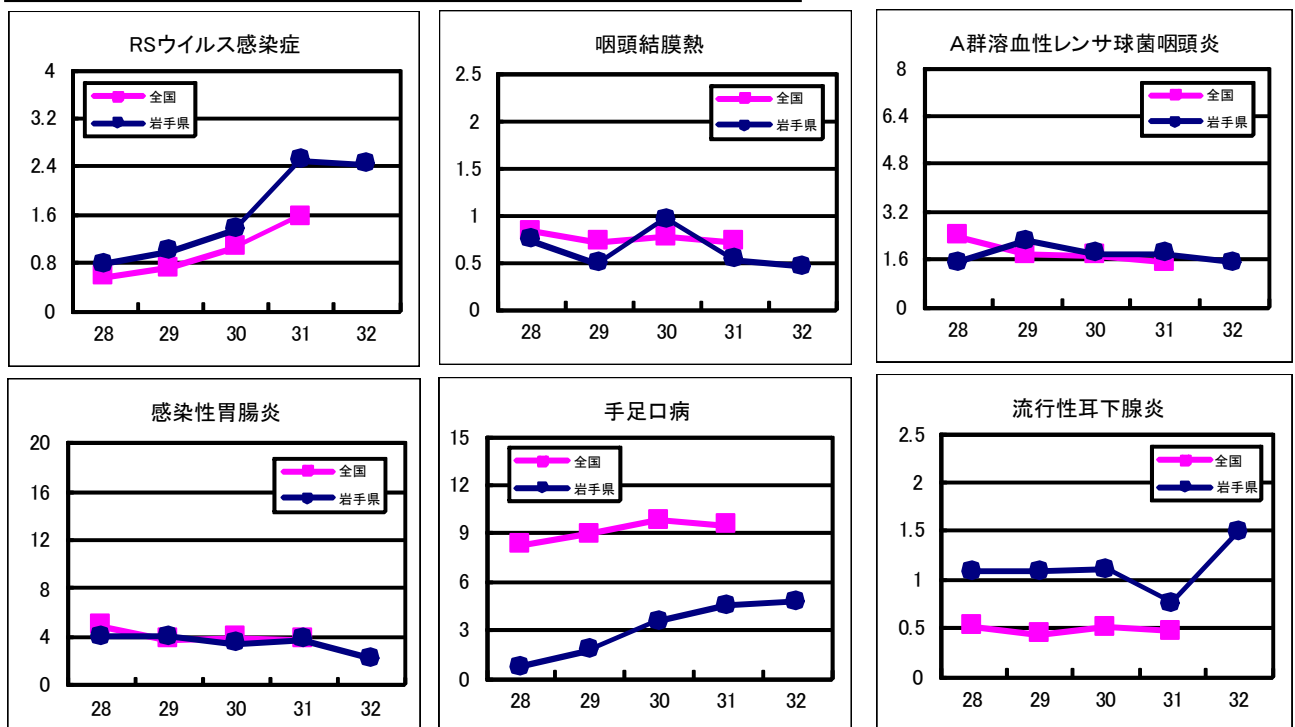 RSウイルス感染症
4
3.2
2.4
1.6
0.8
0
全国
岩手県
28 29 30 31 32
咽頭結膜熱
2.5
2
1.5
1
0.5
0
全国
岩手県
28 29 30 31 32
A群溶血性レンサ球菌咽頭炎
8
6.4
4.8
3.2
1.6
0
全国
岩手県
28 29 30 31 32
感染性胃腸炎
20
16
12
8
4
0
全国
岩手県
28 29 30 31 32
手足口病
15
12
9
6
3
0
全国
岩手県
28 29 30 31 32
流行性耳下腺炎
2.5
2
1.5
1
0.5
0
全国
岩手県
28 29 30 31 32